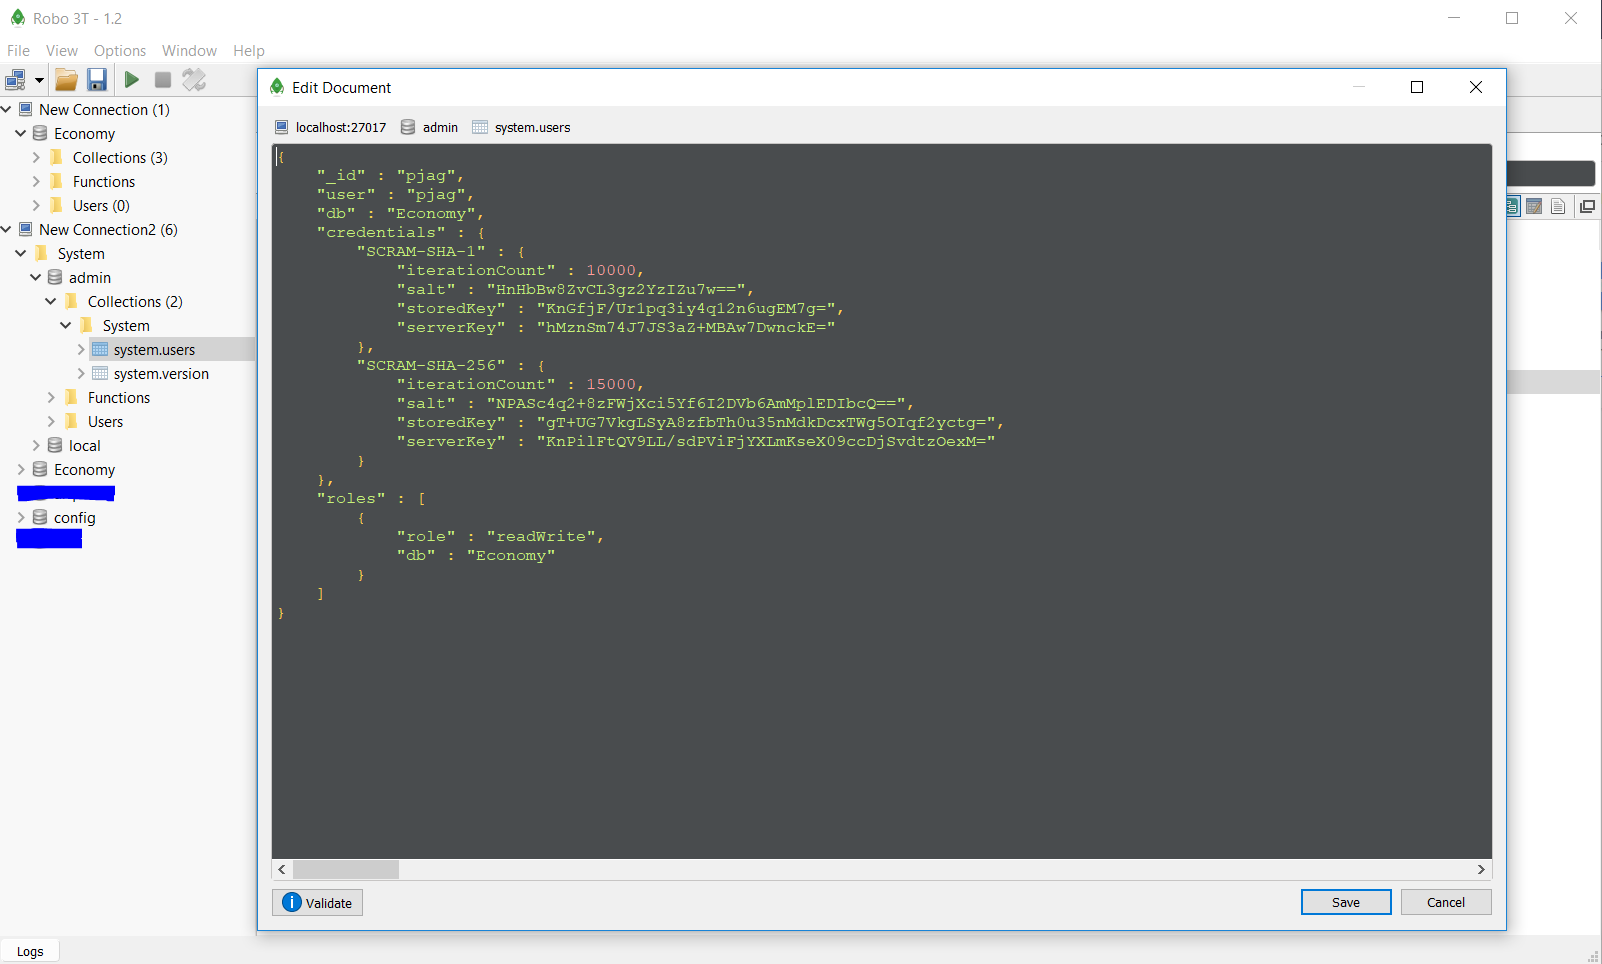 Robo 3T - 1.2
File View Options Window Help
New Connection (1)
Economy
Collections (3)
Functions
Users (0)
New Connection2 (6)
System
admin
Collections (2)
System
system.users
system.version
Functions
Users
local
Economy
config
Logs
Edit Document
localhost:27017 admin system.users
{
"_id" : "pjag",
"user" : "pjag",
"db" : "Economy",
"credentials" : {
"SCRAM-SHA-1" : {
"iterationCount" : 10000,
"salt" : "HnHbBw8ZvCL3gz2YzIZu7w==",
"storedKey" : "KnGfjF/Ur1pq3iy4q12n6ugEM7g=",
"serverKey" : "hMznSm74J7JS3aZ+MBAw7DwnckE="
},
"SCRAM-SHA-256" : {
"iterationCount" : 15000,
"salt" : "NPASc4q2+8zFWjXci5Yf6I2DVb6AmMplEDIbcQ==",
"storedKey" : "gT+UG7VkgLSyA8zfbTh0u35nMdkDcxTWg5OIqf2yctg=",
"serverKey" : "KnPilFtQV9LL/sdPViFjYXLmKseX09ccDjSvdtzOexM="
}
},
"roles" : [
{
"role" : "readWrite",
"db" : "Economy"
}
]
}
Validate
Save Cancel